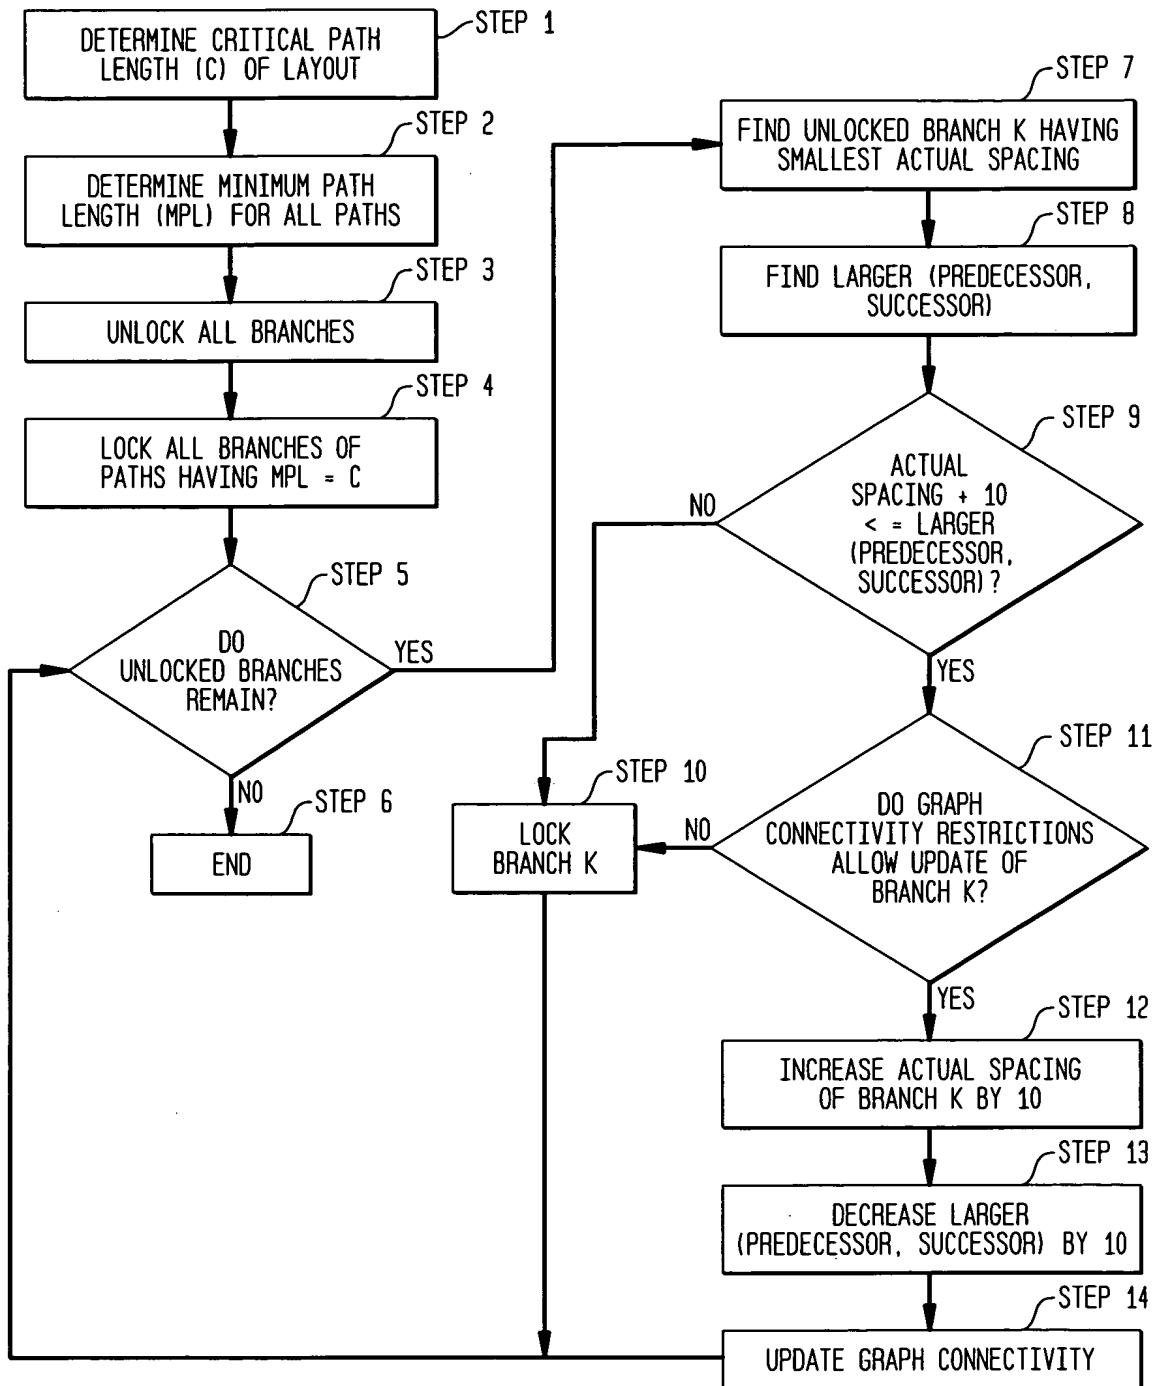 STEP 1
DETERMINE CRITICAL PATH
LENGTH (C) OF LAYOUT
STEP 2
DETERMINE MINIMUM PATH
LENGTH (MPL) FOR ALL PATHS
STEP 3
UNLOCK ALL BRANCHES
STEP 4
LOCK ALL BRANCHES OF
PATHS HAVING MPL = C
STEP 5
DO
UNLOCKED BRANCHES
REMAIN?
YES
NO
STEP 6
END
STEP 7
FIND UNLOCKED BRANCH K HAVING
SMALLEST ACTUAL SPACING
STEP 8
FIND LARGER (PREDECESSOR,
SUCCESSOR)
STEP 9
ACTUAL
SPACING + 10
< = LARGER
(PREDECESSOR,
SUCCESSOR)?
NO
YES
STEP 10
LOCK
BRANCH K
STEP 11
DO GRAPH
CONNECTIVITY RESTRICTIONS
ALLOW UPDATE OF
BRANCH K?
NO
YES
STEP 12
INCREASE ACTUAL SPACING
OF BRANCH K BY 10
STEP 13
DECREASE LARGER
(PREDECESSOR, SUCCESSOR) BY 10
STEP 14
UPDATE GRAPH CONNECTIVITY